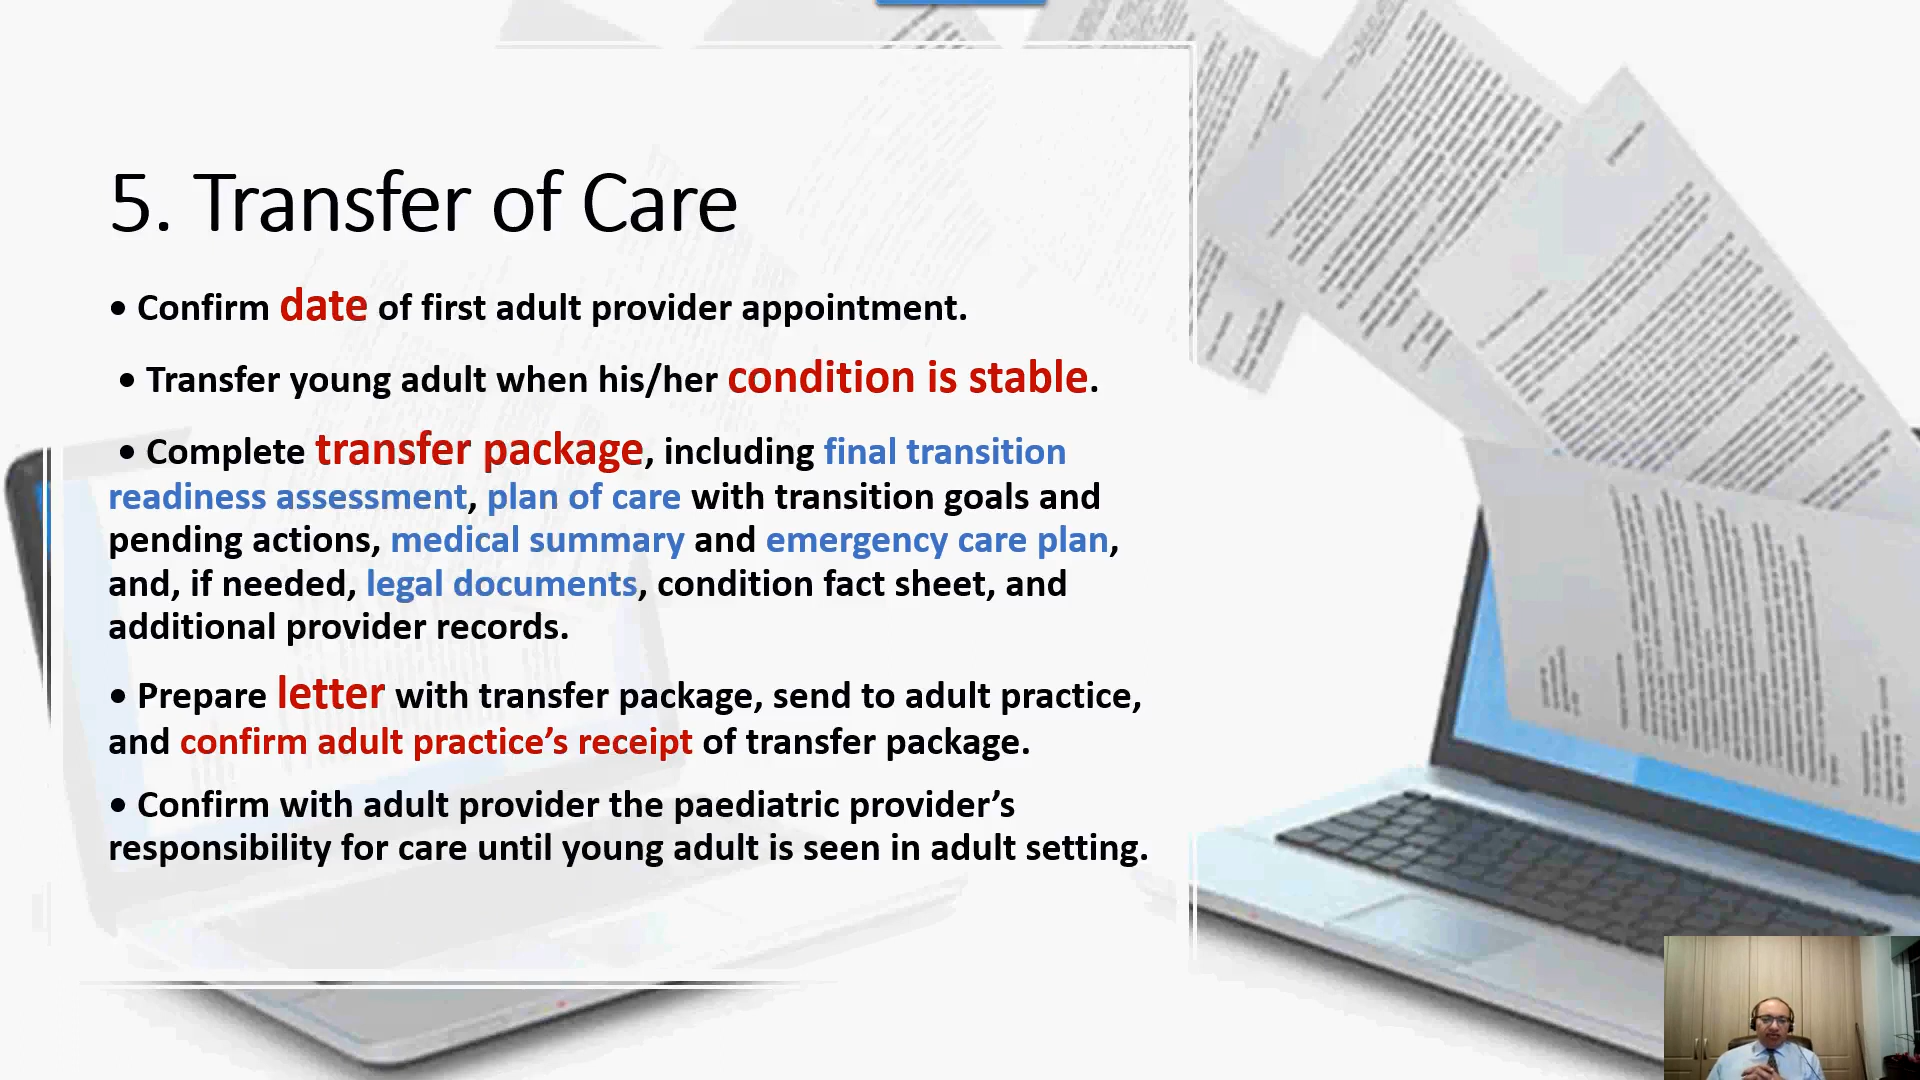 5. Transfer of Care
• Confirm date of first adult provider appointment.
• Transfer young adult when his/her condition is stable.
• Complete transfer package, including final transition
readiness assessment, plan of care with transition goals and
pending actions, medical summary and emergency care plan,
and, if needed, legal documents, condition fact sheet, and
additional provider records.
• Prepare letter with transfer package, send to adult practice,
and confirm adult practice’s receipt of transfer package.
• Confirm with adult provider the paediatric provider’s
responsibility for care until young adult is seen in adult setting.